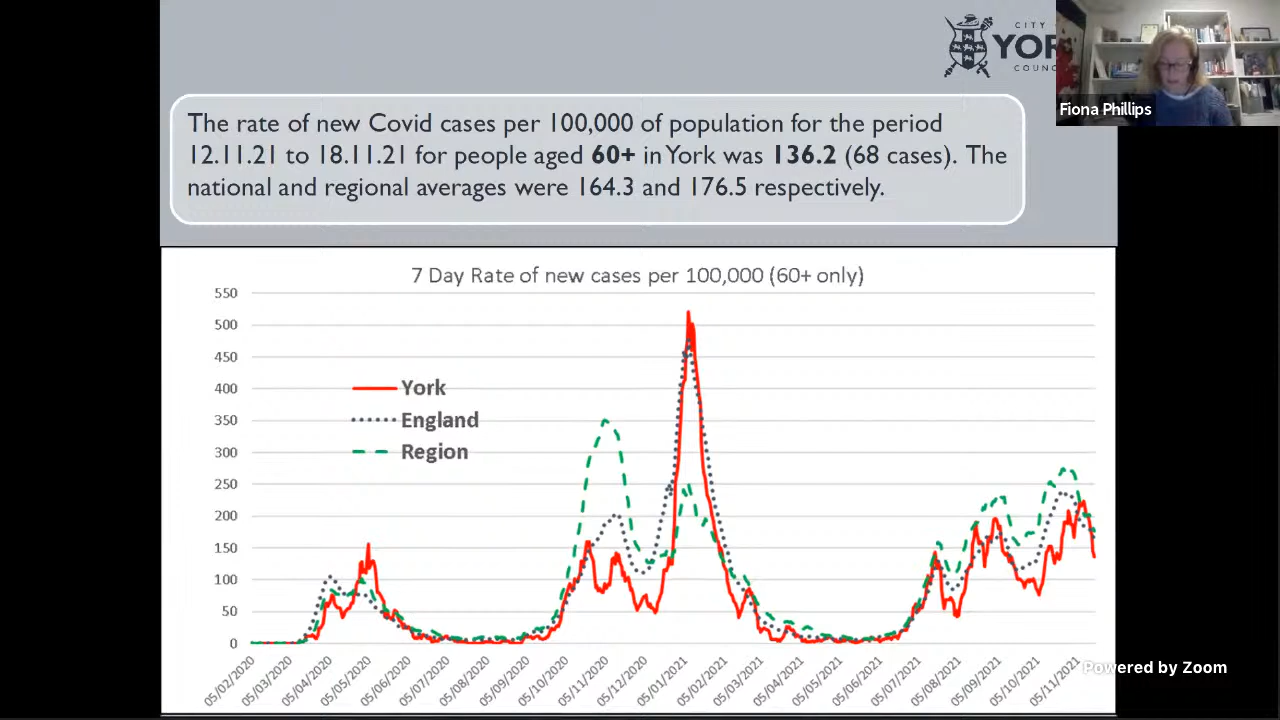 CITY
YOR
COUNC
Fiona Phillips
The rate of new Covid cases per 100,000 of population for the period
12.11.21 to 18.11.21 for people aged 60+ in York was 136.2 (68 cases). The
national and regional averages were 164.3 and 176.5 respectively.
7 Day Rate of new cases per 100,000 (60+ only)
550
500
450
400
350
300
250
200
150
100
50
0
York
England
Region
05/02/2020
05/03/2020
05/04/2020
05/05/2020
05/06/2020
05/07/2020
05/08/2020
05/09/2020
05/10/2020
05/11/2020
05/12/2020
05/01/2021
05/02/2021
05/03/2021
05/04/2021
05/05/2021
05/06/2021
05/07/2021
05/08/2021
05/09/2021
05/10/2021
05/11/2021
Powered by Zoom